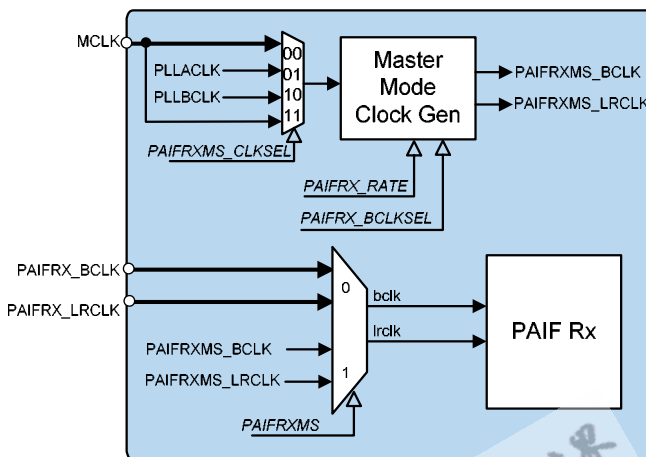 MCLK
PLLACLK
PLLBCLK
00
01
10
11
PAIFRXMS_CLKSEL
Master
Mode
Clock Gen
PAIFRXMS_BCLK
PAIFRXMS_LRCLK
PAIFRX_RATE
PAIFRX_BCLKSEL
PAIFRX_BCLK
PAIFRX_LRCLK
PAIFRXMS_BCLK
PAIFRXMS_LRCLK
0
1
bclk
lrclk
PAIFRXMS
PAIF Rx